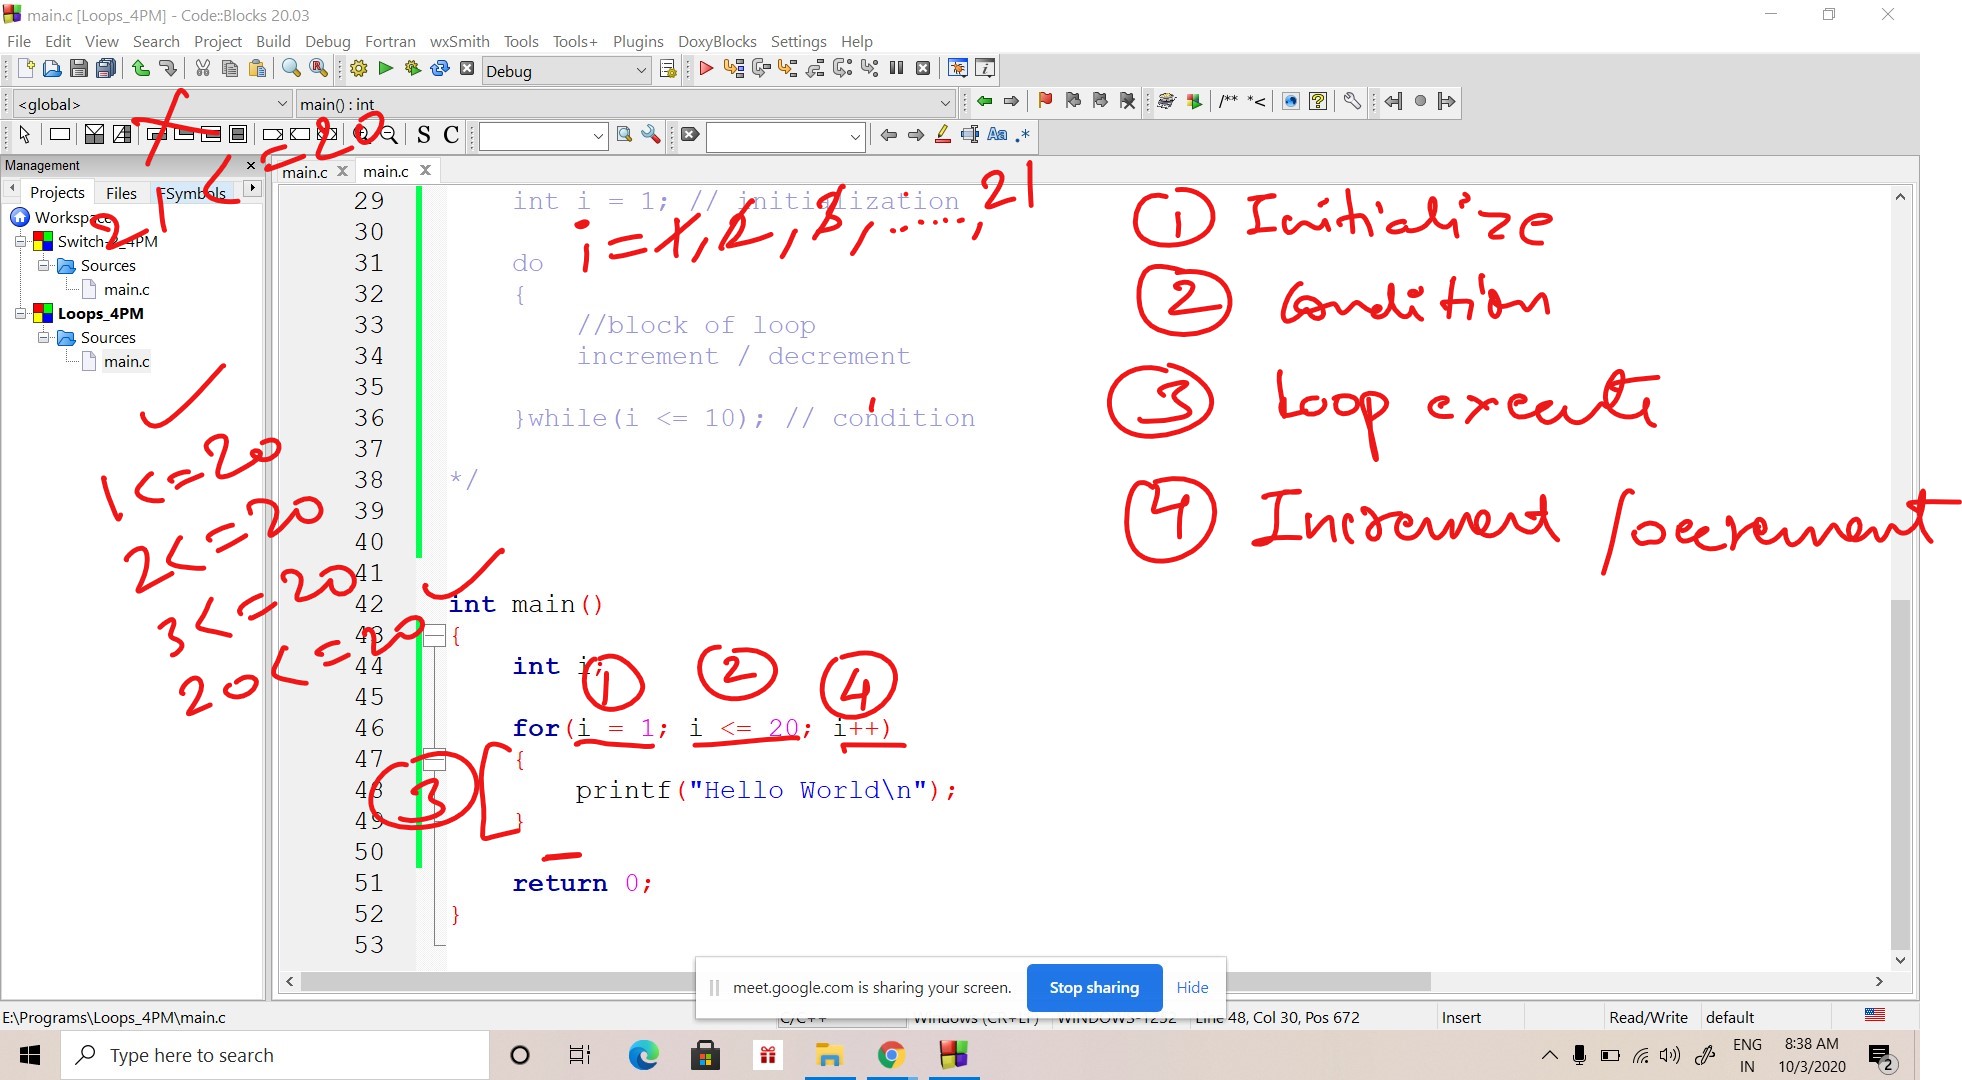 main.c [Loops_4PM] - Code::Blocks 20.03
File Edit View Search Project Build Debug Fortran wxSmith Tools Tools+ Plugins DoxyBlocks Settings Help
Debug
<global> main() : int
/** *<
S C
Aa .*
<=20
21
Management
main.c main.c
Projects Files FSymbols
Workspace
Switch-2_4PM
Sources
main.c
Loops_4PM
Sources
main.c
1<=20
2<=20
3<=20
20<=20
29 int i = 1; // initialization
30
i=1,2,3,.....,21
31 do
32 {
33 //block of loop
34 increment / decrement
35
36 }while(i <= 10); // condition
37
38 */
39
40
41
42 int main()
43 {
44 int i;
45
1 2 4
46 for(i = 1; i <= 20; i++)
47 {
48 printf("Hello World\n");
3
49 }
50
51 return 0;
52 }
53
1 Initialize
2 Condition
3 Loop execute
4 Increment /Decrement
meet.google.com is sharing your screen. Stop sharing Hide
E:\Programs\Loops_4PM\main.c C/C++ Windows (CR+LF) WINDOWS-1252 Line 48, Col 30, Pos 672 Insert Read/Write default
Type here to search
ENG
IN
8:38 AM
10/3/2020
2